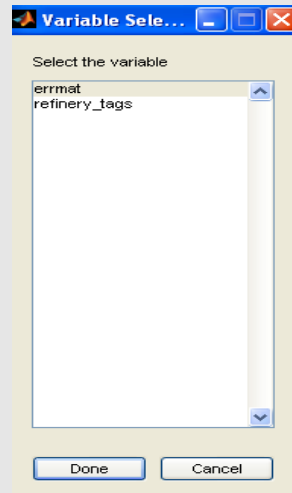 Variable Sele...
Select the variable
errmat
refinery_tags
Done
Cancel